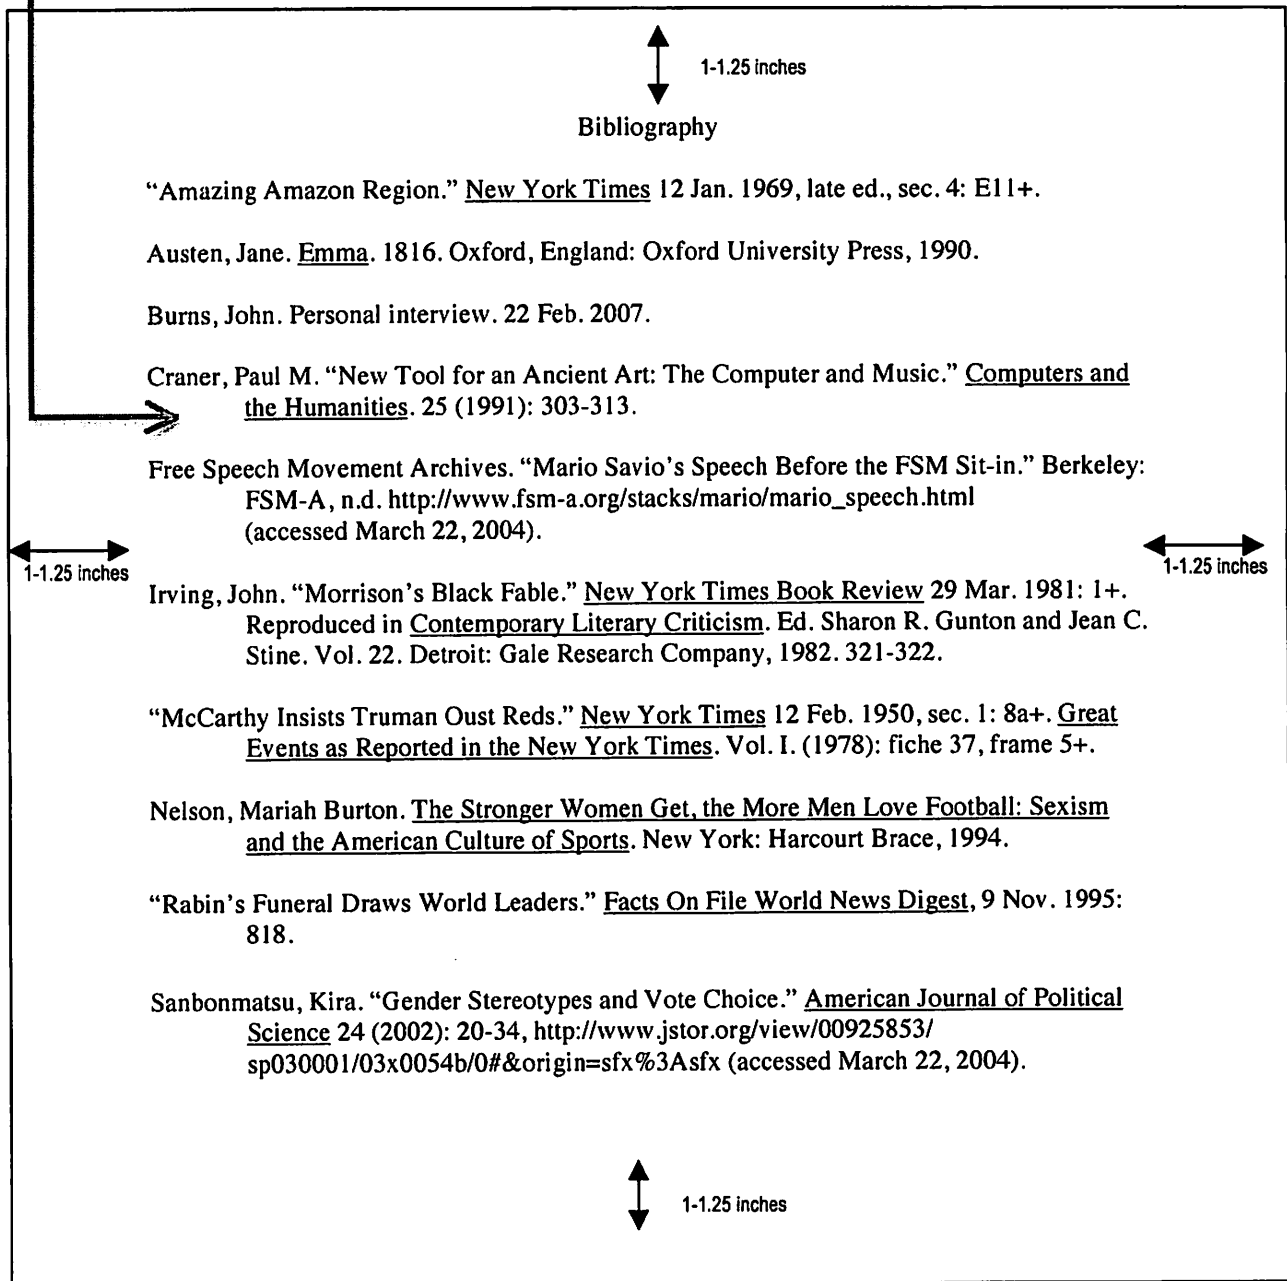 1-1.25 inches
Bibliography
“Amazing Amazon Region.” New York Times 12 Jan. 1969, late ed., sec. 4: E11+.
Austen, Jane. Emma. 1816. Oxford, England: Oxford University Press, 1990.
Burns, John. Personal interview. 22 Feb. 2007.
Craner, Paul M. “New Tool for an Ancient Art: The Computer and Music.” Computers and
the Humanities. 25 (1991): 303-313.
Free Speech Movement Archives. “Mario Savio’s Speech Before the FSM Sit-in.” Berkeley:
FSM-A, n.d. http://www.fsm-a.org/stacks/mario/mario_speech.html
(accessed March 22, 2004).
1-1.25 inches
1-1.25 inches
Irving, John. “Morrison’s Black Fable.” New York Times Book Review 29 Mar. 1981: 1+.
Reproduced in Contemporary Literary Criticism. Ed. Sharon R. Gunton and Jean C.
Stine. Vol. 22. Detroit: Gale Research Company, 1982. 321-322.
“McCarthy Insists Truman Oust Reds.” New York Times 12 Feb. 1950, sec. 1: 8a+. Great
Events as Reported in the New York Times. Vol. I. (1978): fiche 37, frame 5+.
Nelson, Mariah Burton. The Stronger Women Get, the More Men Love Football: Sexism
and the American Culture of Sports. New York: Harcourt Brace, 1994.
“Rabin’s Funeral Draws World Leaders.” Facts On File World News Digest, 9 Nov. 1995:
818.
Sanbonmatsu, Kira. “Gender Stereotypes and Vote Choice.” American Journal of Political
Science 24 (2002): 20-34, http://www.jstor.org/view/00925853/
sp030001/03x0054b/0#&origin=sfx%3Asfx (accessed March 22, 2004).
1-1.25 inches